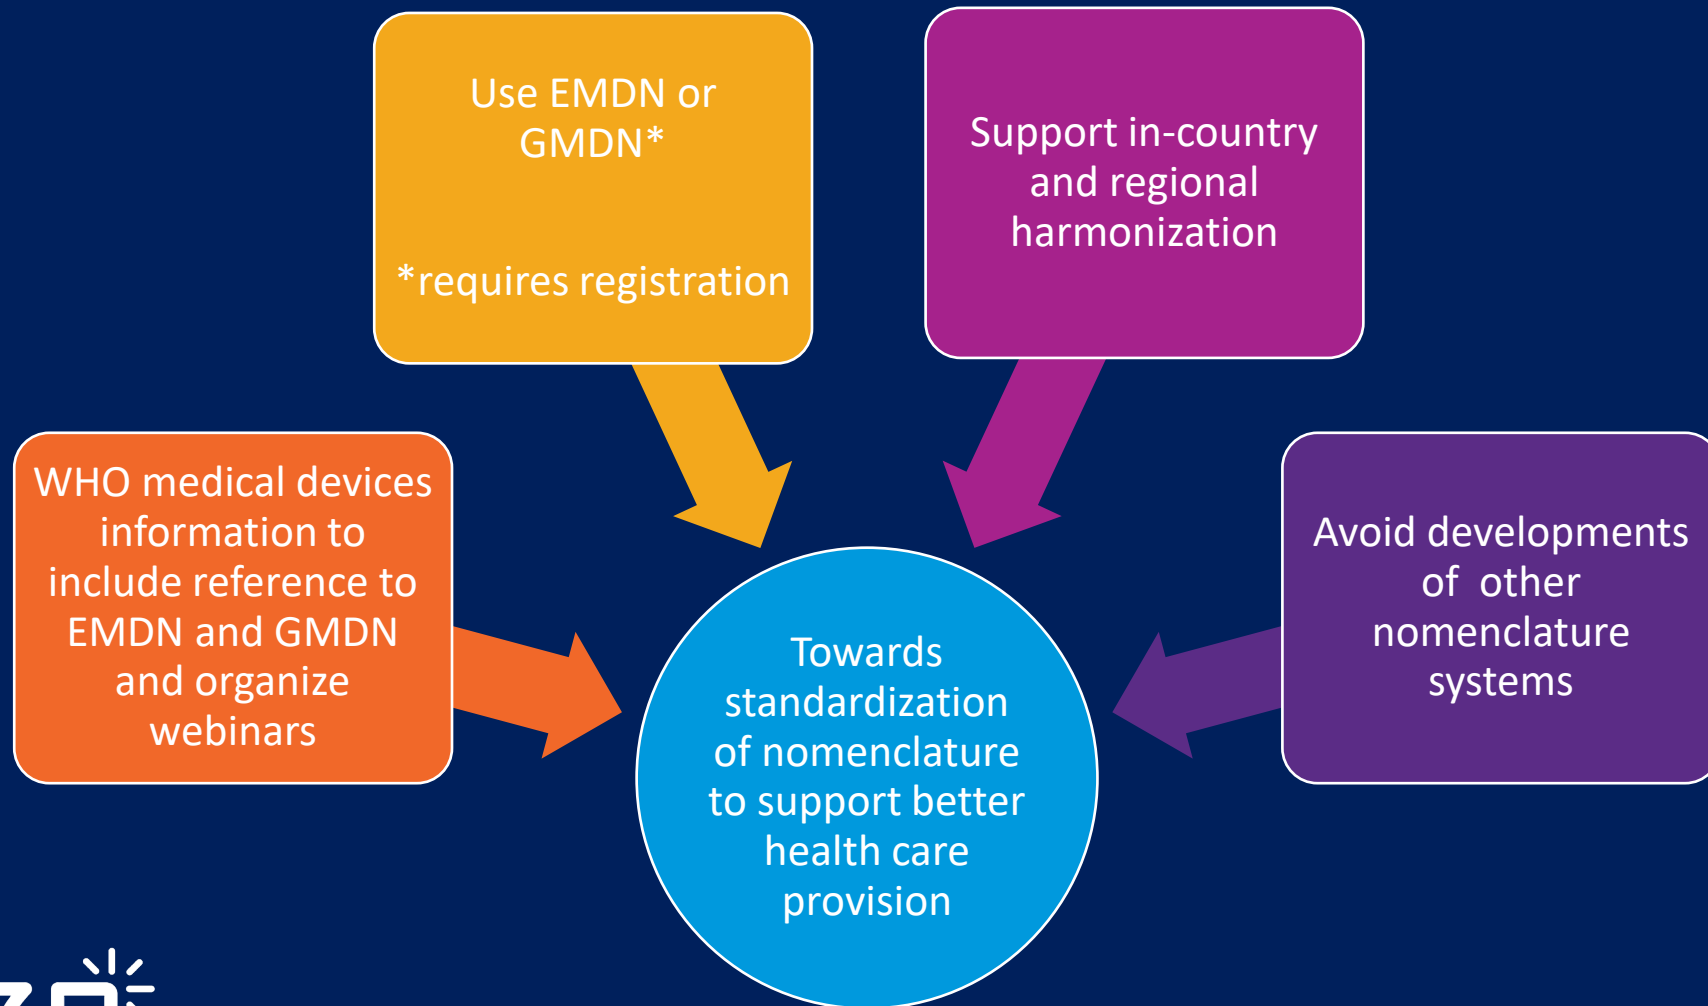 Use EMDN or
GMDN*
*requires registration
Support in-country
and regional
harmonization
WHO medical devices
information to
include reference to
EMDN and GMDN
and organize
webinars
Avoid developments
of  other
nomenclature
systems
Towards
standardization
of nomenclature
to support better
health care
provision